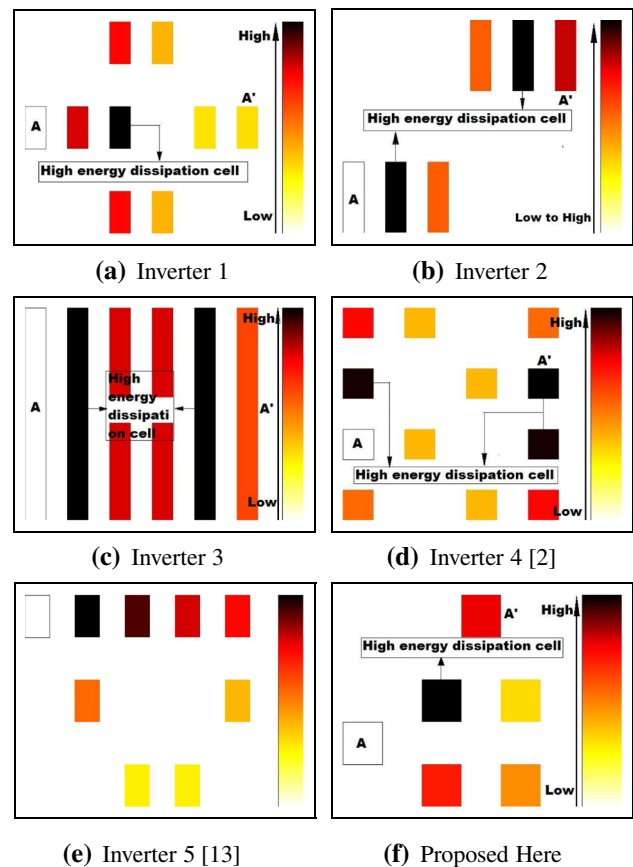 High
A
A'
High energy dissipation cell
Low
(a) Inverter 1
High energy dissipation cell
A'
A
Low to High
(b) Inverter 2
High
A
High
energy
dissipati
on cell
A'
Low
(c) Inverter 3
High
A'
A
High energy dissipation cell
Low
(d) Inverter 4 [2]
(e) Inverter 5 [13]
A'
High
High energy dissipation cell
A
Low
(f) Proposed Here